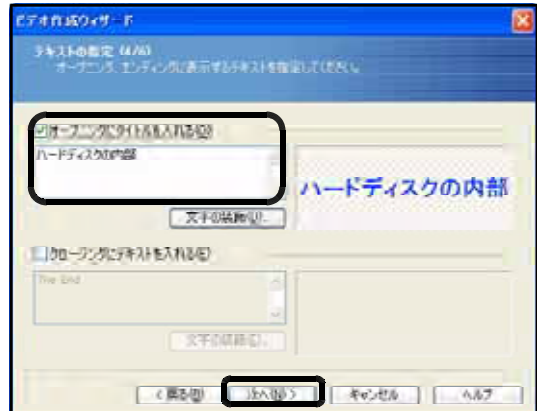 ビデオ作成ウィザード
テキストの指定 (4/6)
オープニング、エンディングに表示するテキストを指定してください。
オープニングにタイトルを入れる(O)
ハードディスクの内部
ハードディスクの内部
文字の装飾(U)...
クロージングにテキストを入れる(E)
The End
文字の装飾(C)...
< 戻る(B)
次へ(N) >
キャンセル
ヘルプ